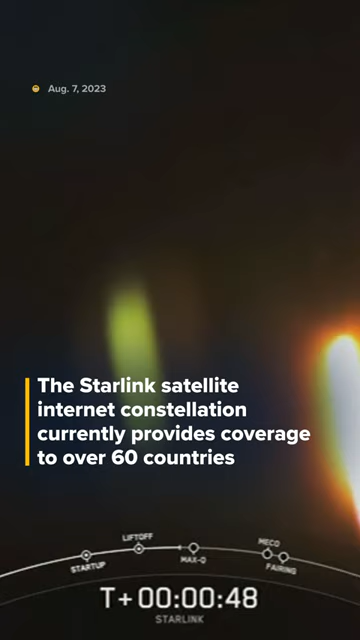 Aug. 7, 2023
The Starlink satellite
internet constellation
currently provides coverage
to over 60 countries
LIFTOFF
MECO
STARTUP
MAX-Q
FAIRING
T+00:00:48
STARLINK